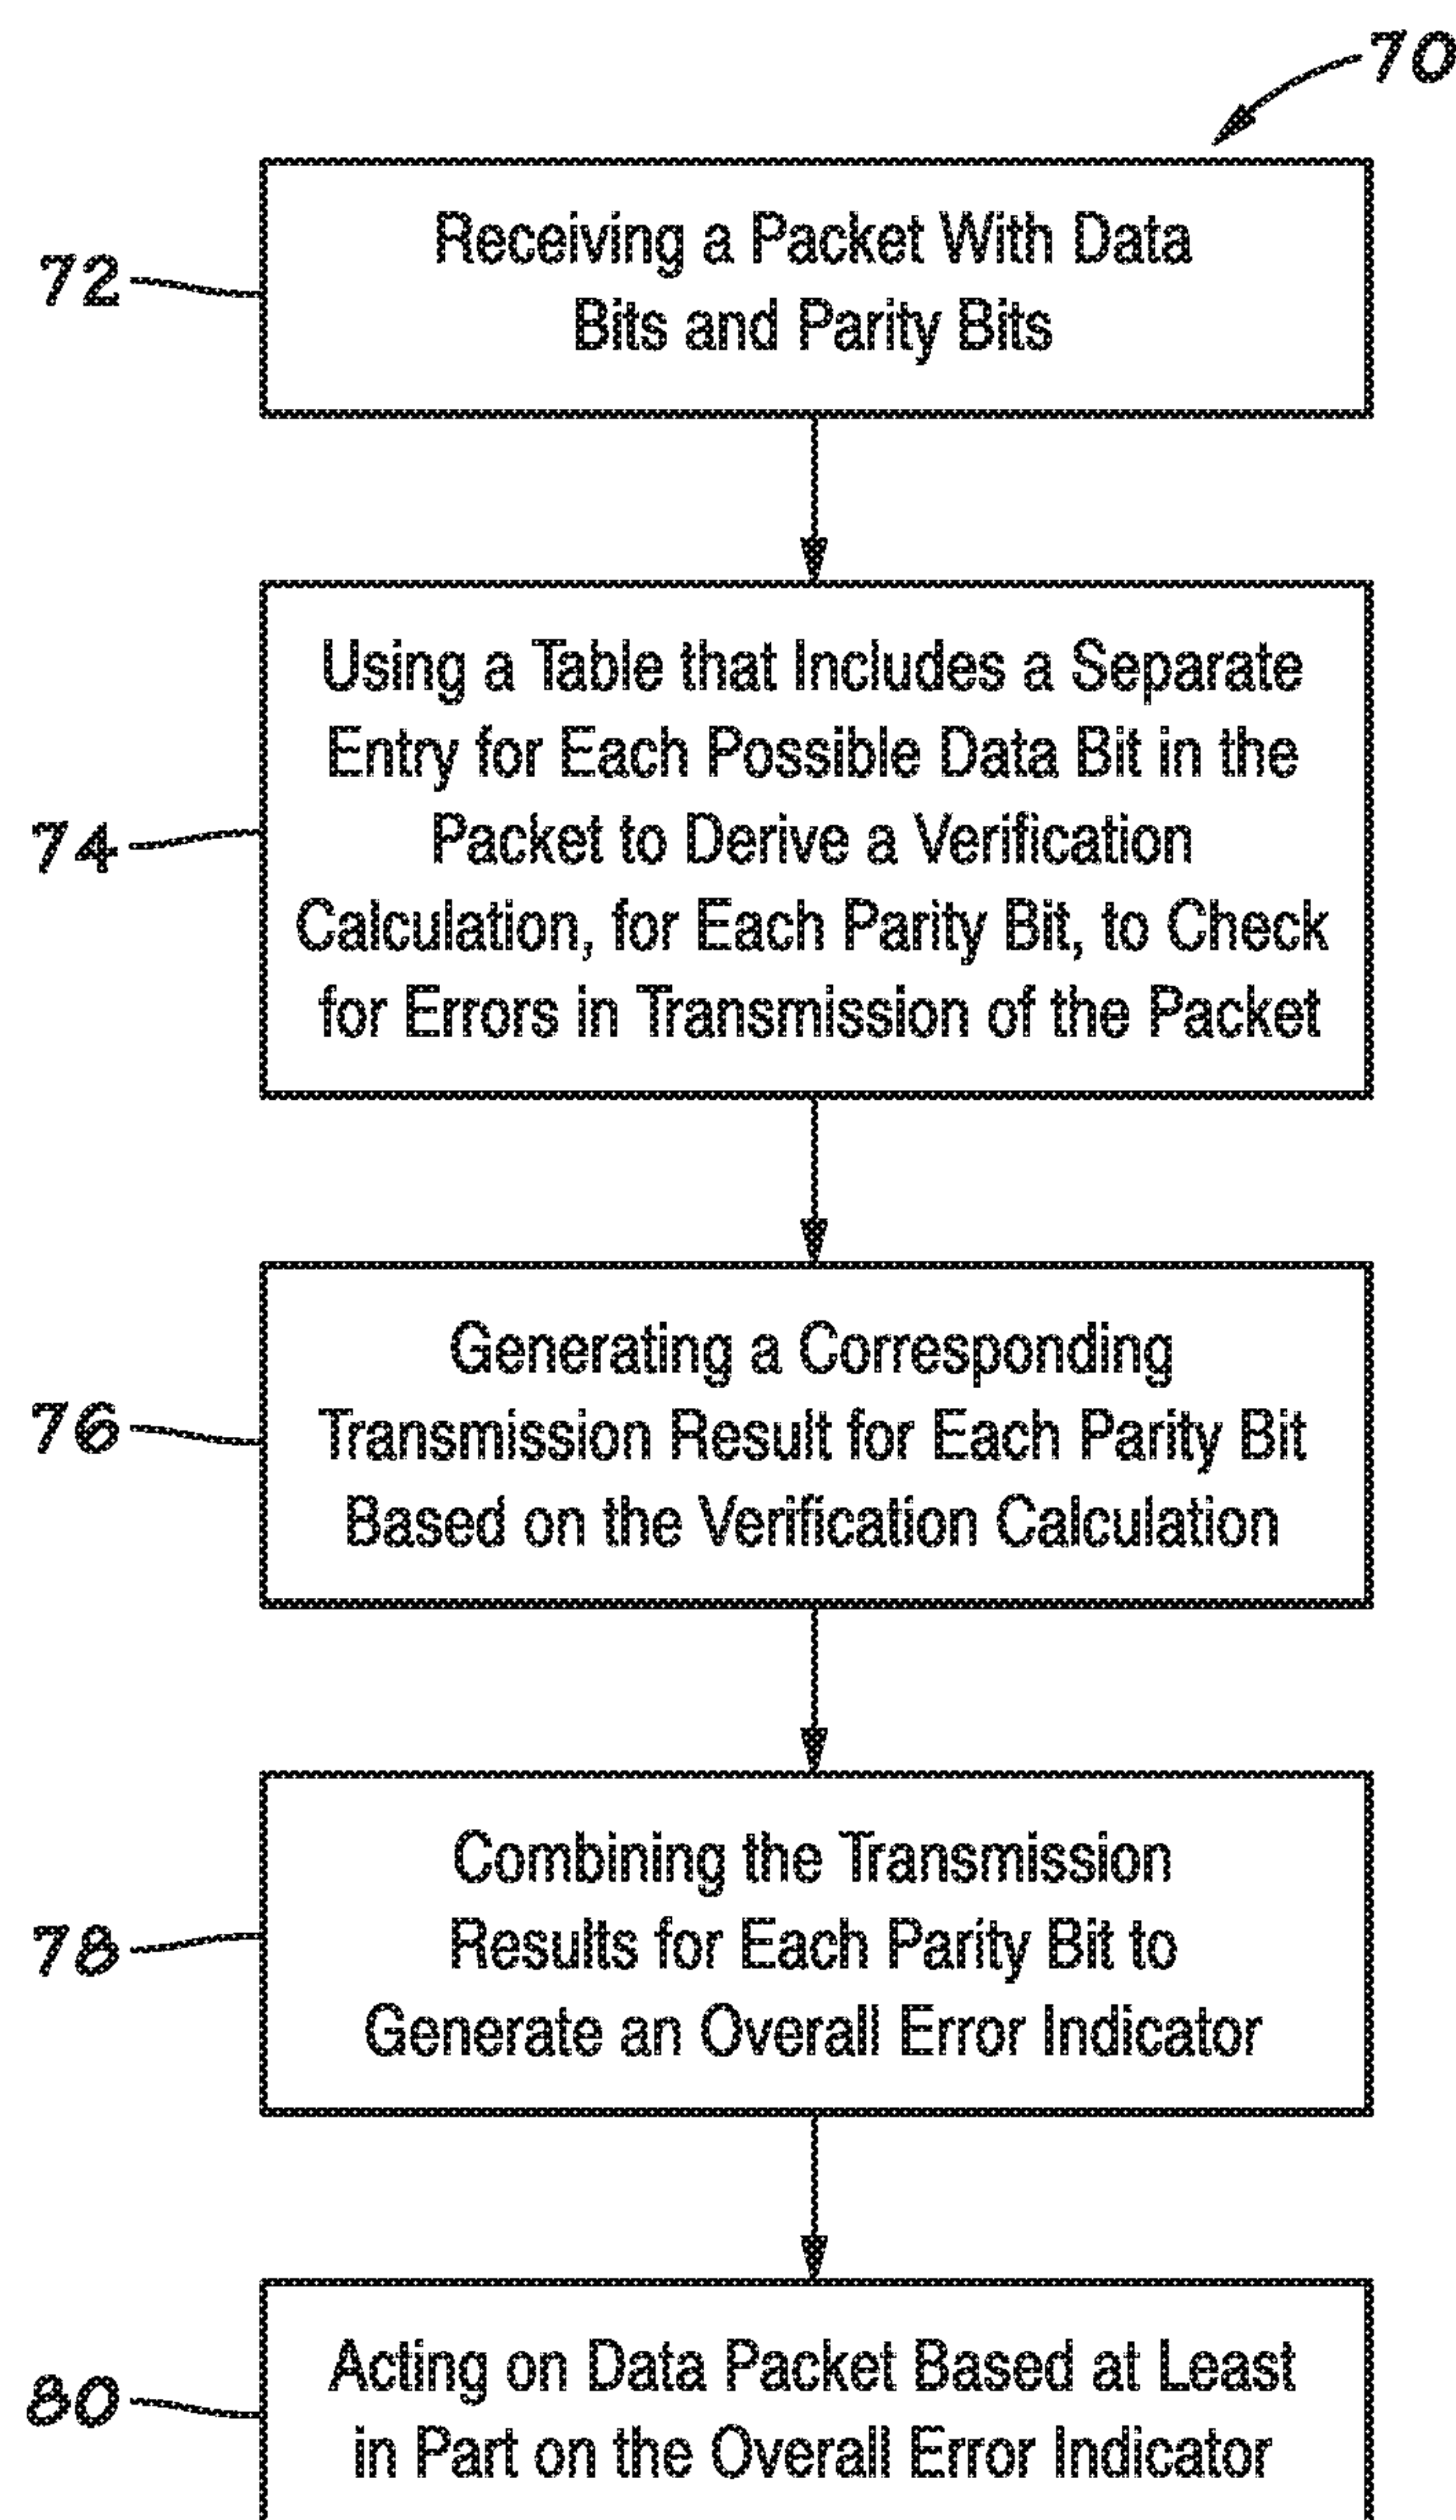 70
72
Receiving a Packet With Data
Bits and Parity Bits
74
Using a Table that Includes a Separate
Entry for Each Possible Data Bit in the
Packet to Derive a Verification
Calculation, for Each Parity Bit, to Check
for Errors in Transmission of the Packet
76
Generating a Corresponding
Transmission Result for Each Parity Bit
Based on the Verification Calculation
78
Combining the Transmission
Results for Each Parity Bit to
Generate an Overall Error Indicator
80
Acting on Data Packet Based at Least
in Part on the Overall Error Indicator